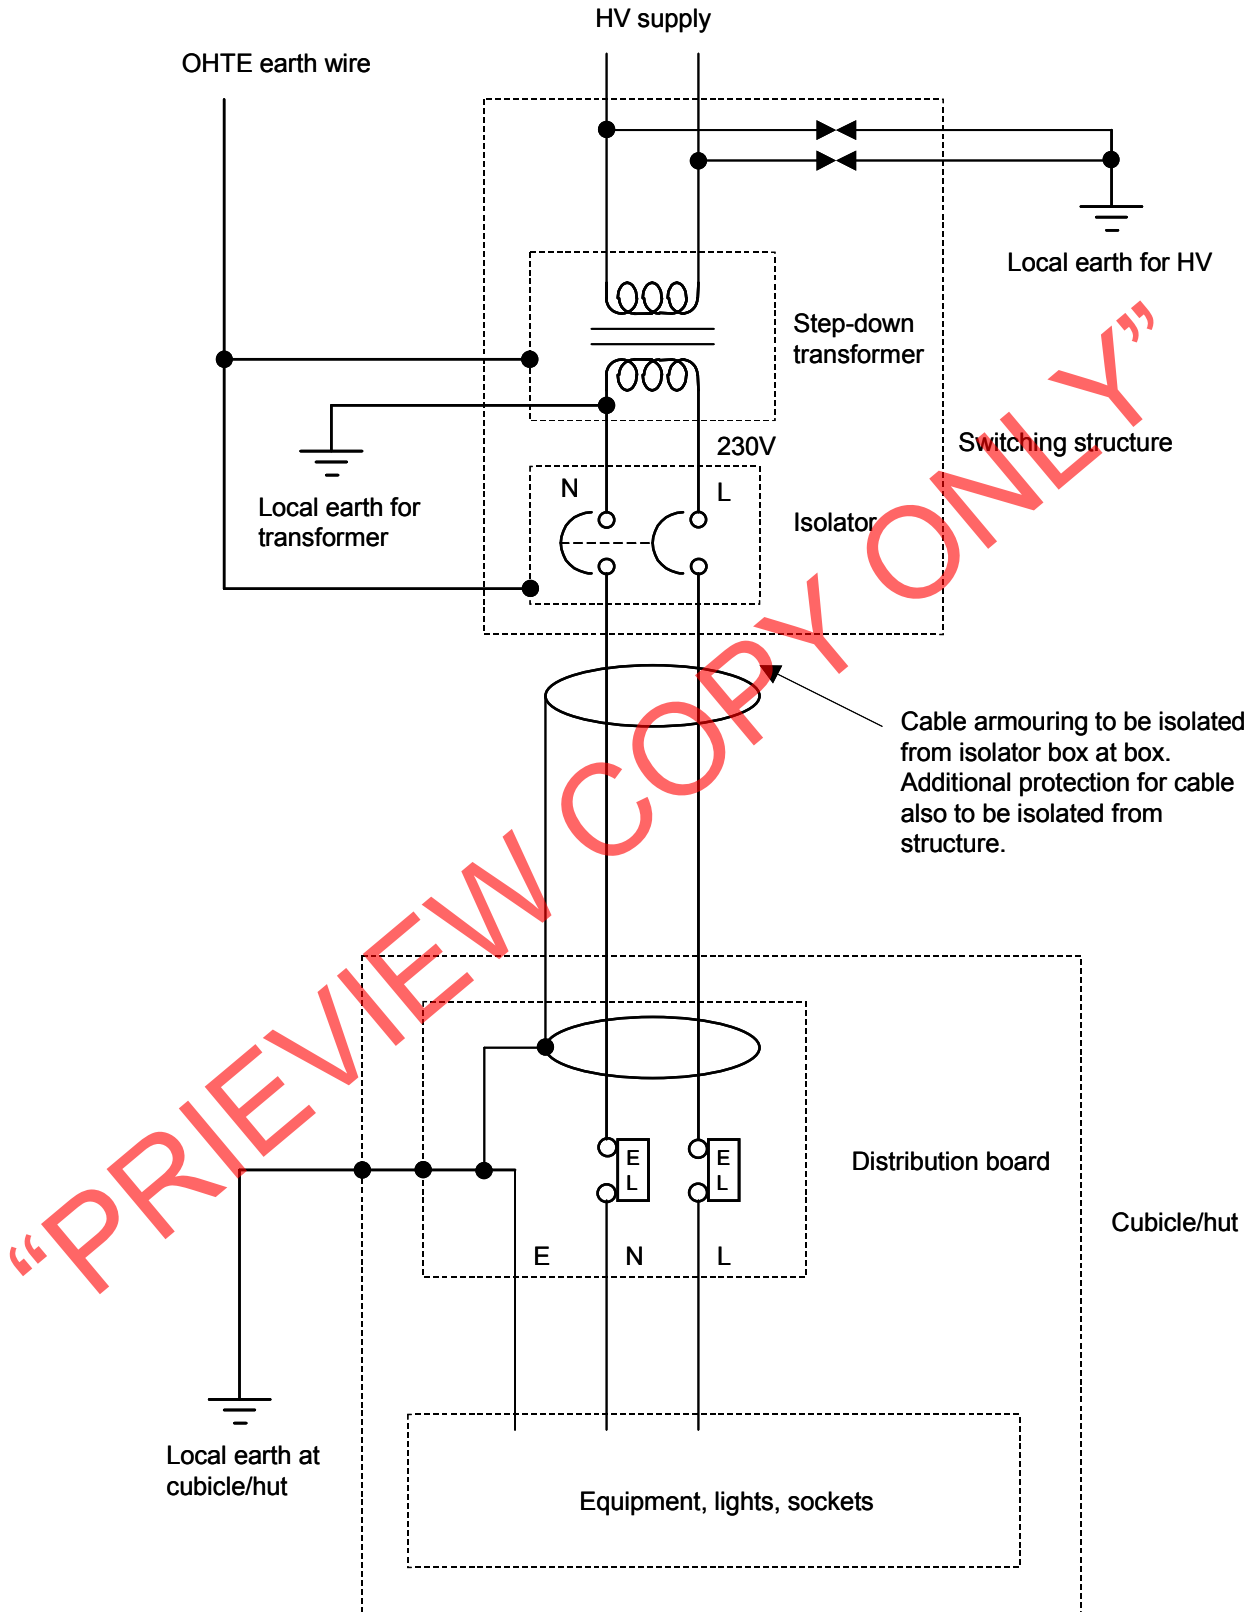 HV supply
OHTE earth wire
Local earth for HV
Step-down
transformer
230V
Switching structure
N
L
Isolator
Local earth for
transformer
Cable armouring to be isolated
from isolator box at box.
Additional protection for cable
also to be isolated from
structure.
“PRIEVIEW COPY ONLY”
E
L
E
L
Distribution board
Cubicle/hut
E
N
L
Local earth at
cubicle/hut
Equipment, lights, sockets